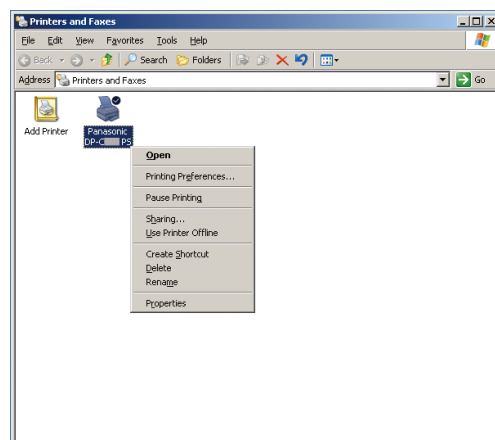 Printers and Faxes
File Edit View Favorites Tools Help
Back Search Folders
Address Printers and Faxes Go
Add Printer
Panasonic
DP-C PS
Open
Printing Preferences...
Pause Printing
Sharing...
Use Printer Offline
Create Shortcut
Delete
Rename
Properties